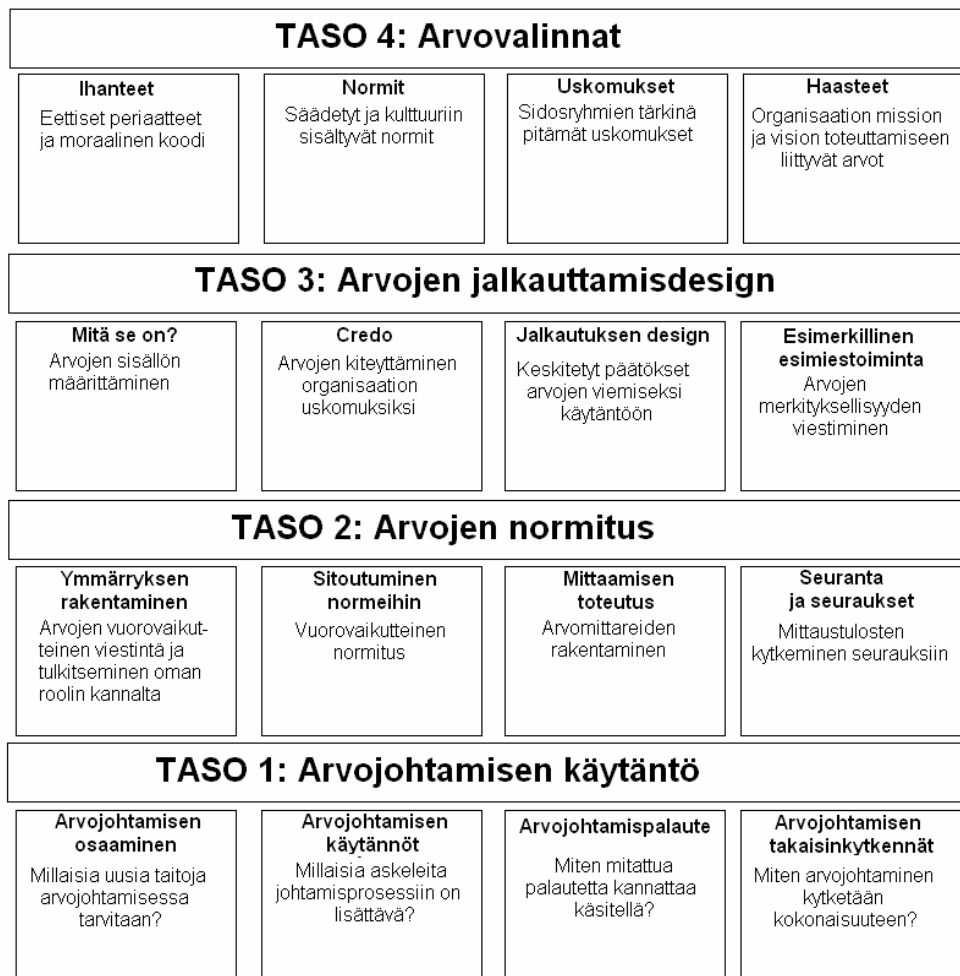 TASO 4: Arvovalinnat
Ihanteet
Eettiset periaatteet
ja moraalinen koodi
Normit
Säädetyt ja kulttuuriin
sisältyvät normit
Uskomukset
Sidosryhmien tärkinä
pitämät uskomukset
Haasteet
Organisaation mission
ja vision toteuttamiseen
liittyvät arvot
TASO 3: Arvojen jalkauttamisdesign
Mitä se on?
Arvojen sisällön
määrittäminen
Credo
Arvojen kiteyttäminen
organisaation
uskomuksiksi
Jalkautuksen design
Keskitetyt päätökset
arvojen viemiseksi
käytäntöön
Esimerkillinen
esimiestoiminta
Arvojen
merkityksellisyyden
viestiminen
TASO 2: Arvojen normitus
Ymmärryksen
rakentaminen
Arvojen vuorovaikut-
teinen viestintä ja
tulkitseminen oman
roolin kannalta
Sitoutuminen
normeihin
Vuorovaikutteinen
normitus
Mittaamisen
toteutus
Arvomittareiden
rakentaminen
Seuranta
ja seuraukset
Mittaustulosten
kytkeminen seurauksiin
TASO 1: Arvojohtamisen käytäntö
Arvojohtamisen
osaaminen
Millaisia uusia taitoja
arvojohtamisessa
tarvitaan?
Arvojohtamisen
käytännöt
Millaisia askeleita
johtamisprosessiin on
lisättävä?
Arvojohtamispalaute
Miten mitattua
palautetta kannattaa
käsitellä?
Arvojohtamisen
takaisinkytkennät
Miten arvojohtaminen
kytketään
kokonaisuuteen?